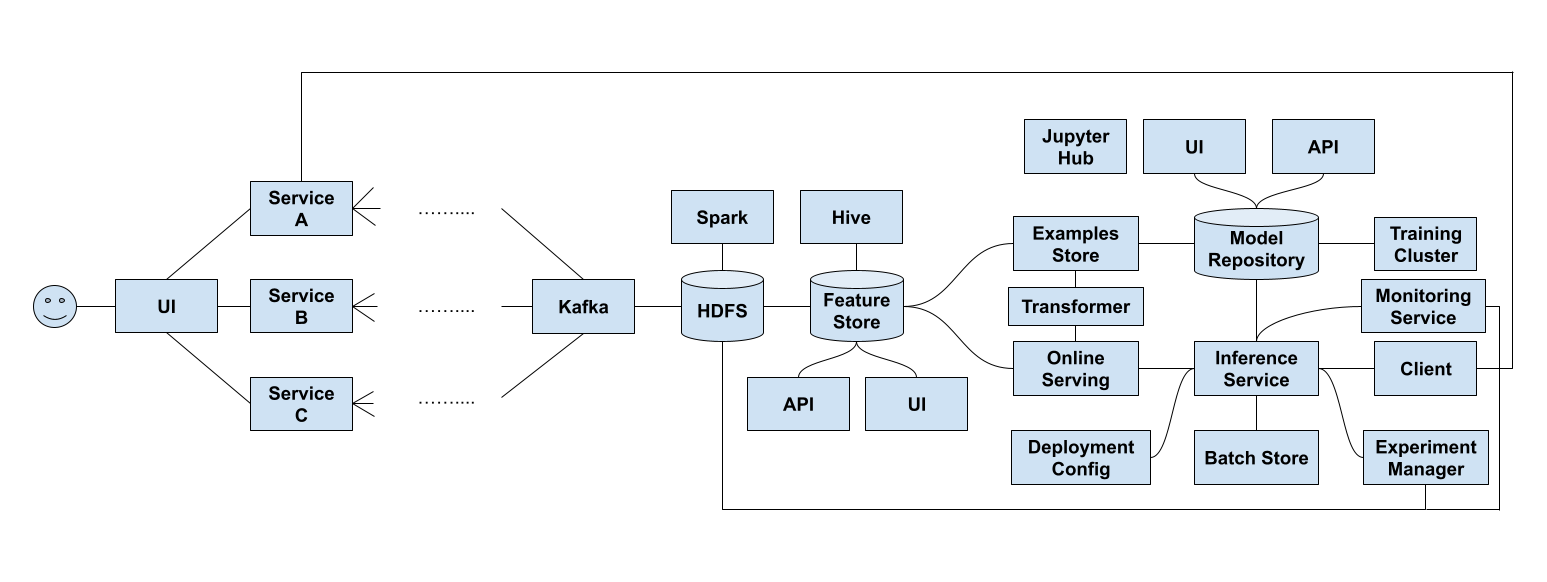 Jupyter
Hub
UI
API
Service
A
.........
Spark
Hive
Examples
Store
Model
Repository
Training
Cluster
UI
Service
B
.........
Kafka
HDFS
Feature
Store
Transformer
Monitoring
Service
Online
Serving
Inference
Service
Client
Service
C
.........
API
UI
Deployment
Config
Batch Store
Experiment
Manager